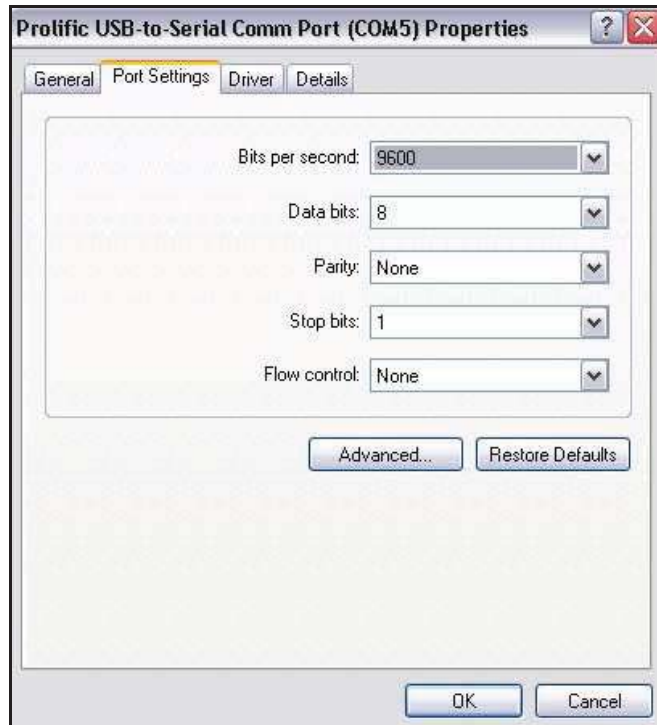 Prolific USB-to-Serial Comm Port (COM5) Properties ?
General Port Settings Driver Details
Bits per second: 9600
Data bits: 8
Parity: None
Stop bits: 1
Flow control: None
Advanced... Restore Defaults
OK Cancel